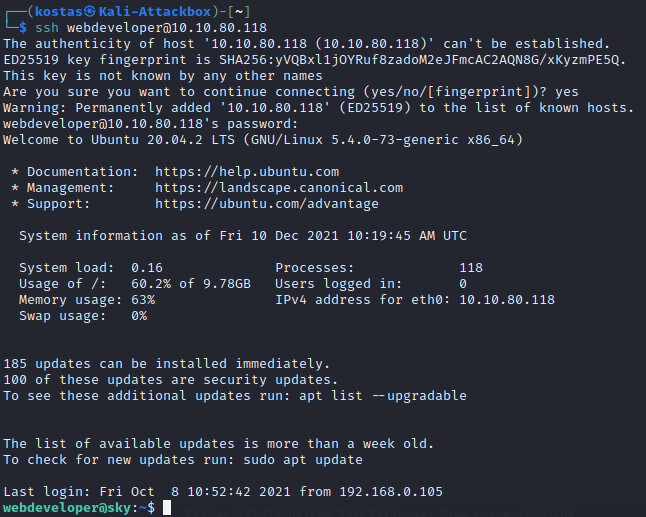 ┌──(kostas㉿Kali-Attackbox)-[~]
└─$ ssh webdeveloper@10.10.80.118
The authenticity of host '10.10.80.118 (10.10.80.118)' can't be established.
ED25519 key fingerprint is SHA256:yVQBxl1jOYRuf8zadoM2eJFmcAC2AQN8G/xKyzmPE5Q.
This key is not known by any other names
Are you sure you want to continue connecting (yes/no/[fingerprint])? yes
Warning: Permanently added '10.10.80.118' (ED25519) to the list of known hosts.
webdeveloper@10.10.80.118's password:
Welcome to Ubuntu 20.04.2 LTS (GNU/Linux 5.4.0-73-generic x86_64)
* Documentation:  https://help.ubuntu.com
* Management:     https://landscape.canonical.com
* Support:        https://ubuntu.com/advantage
System information as of Fri 10 Dec 2021 10:19:45 AM UTC
System load:  0.16              Processes:             118
Usage of /:   60.2% of 9.78GB   Users logged in:       0
Memory usage: 63%               IPv4 address for eth0: 10.10.80.118
Swap usage:   0%
185 updates can be installed immediately.
100 of these updates are security updates.
To see these additional updates run: apt list --upgradable
The list of available updates is more than a week old.
To check for new updates run: sudo apt update
Last login: Fri Oct  8 10:52:42 2021 from 192.168.0.105
webdeveloper@sky:~$